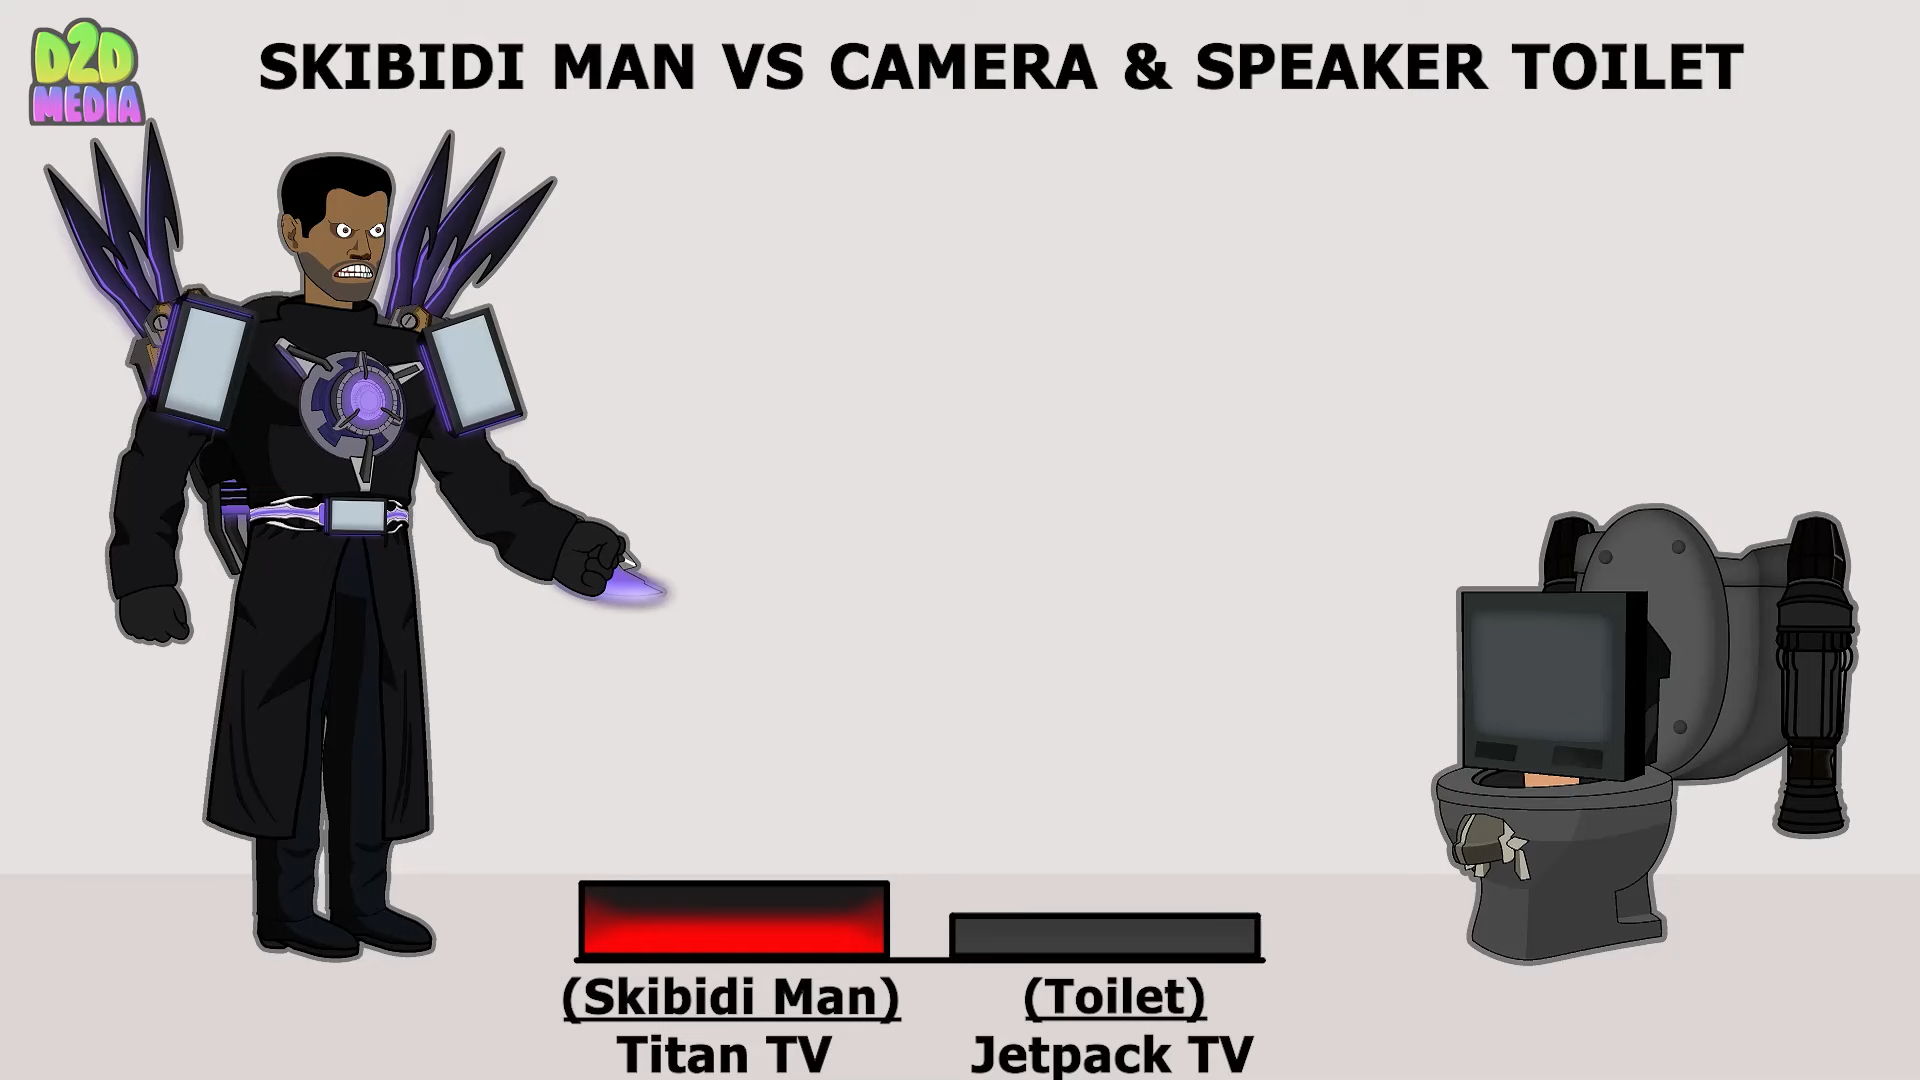 D2D
MEDIA
SKIBIDI MAN VS CAMERA & SPEAKER TOILET
(Skibidi Man)
Titan TV
(Toilet)
Jetpack TV